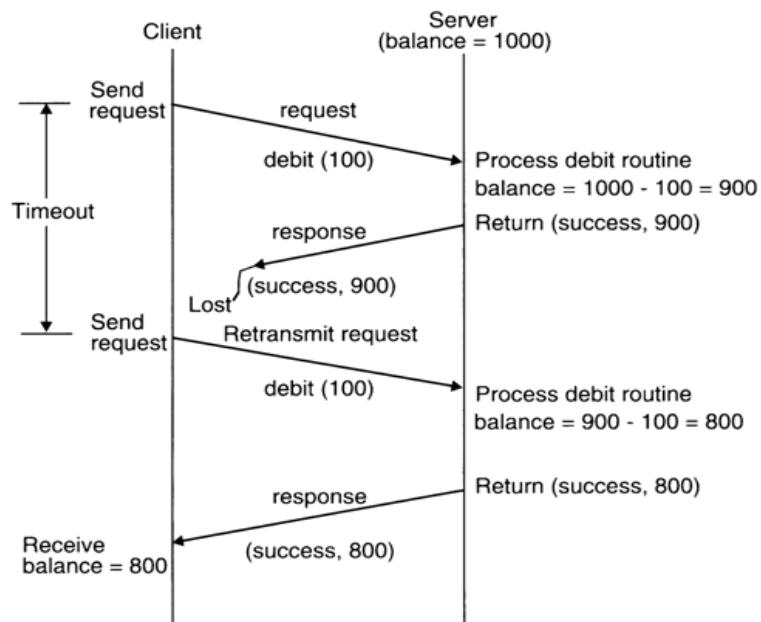 Client
Server
(balance = 1000)
Send
request
request
debit (100)
Process debit routine
balance = 1000 - 100 = 900
Timeout
Return (success, 900)
response
(success, 900)
Lost
Send
request
Retransmit request
debit (100)
Process debit routine
balance = 900 - 100 = 800
Return (success, 800)
response
(success, 800)
Receive
balance = 800